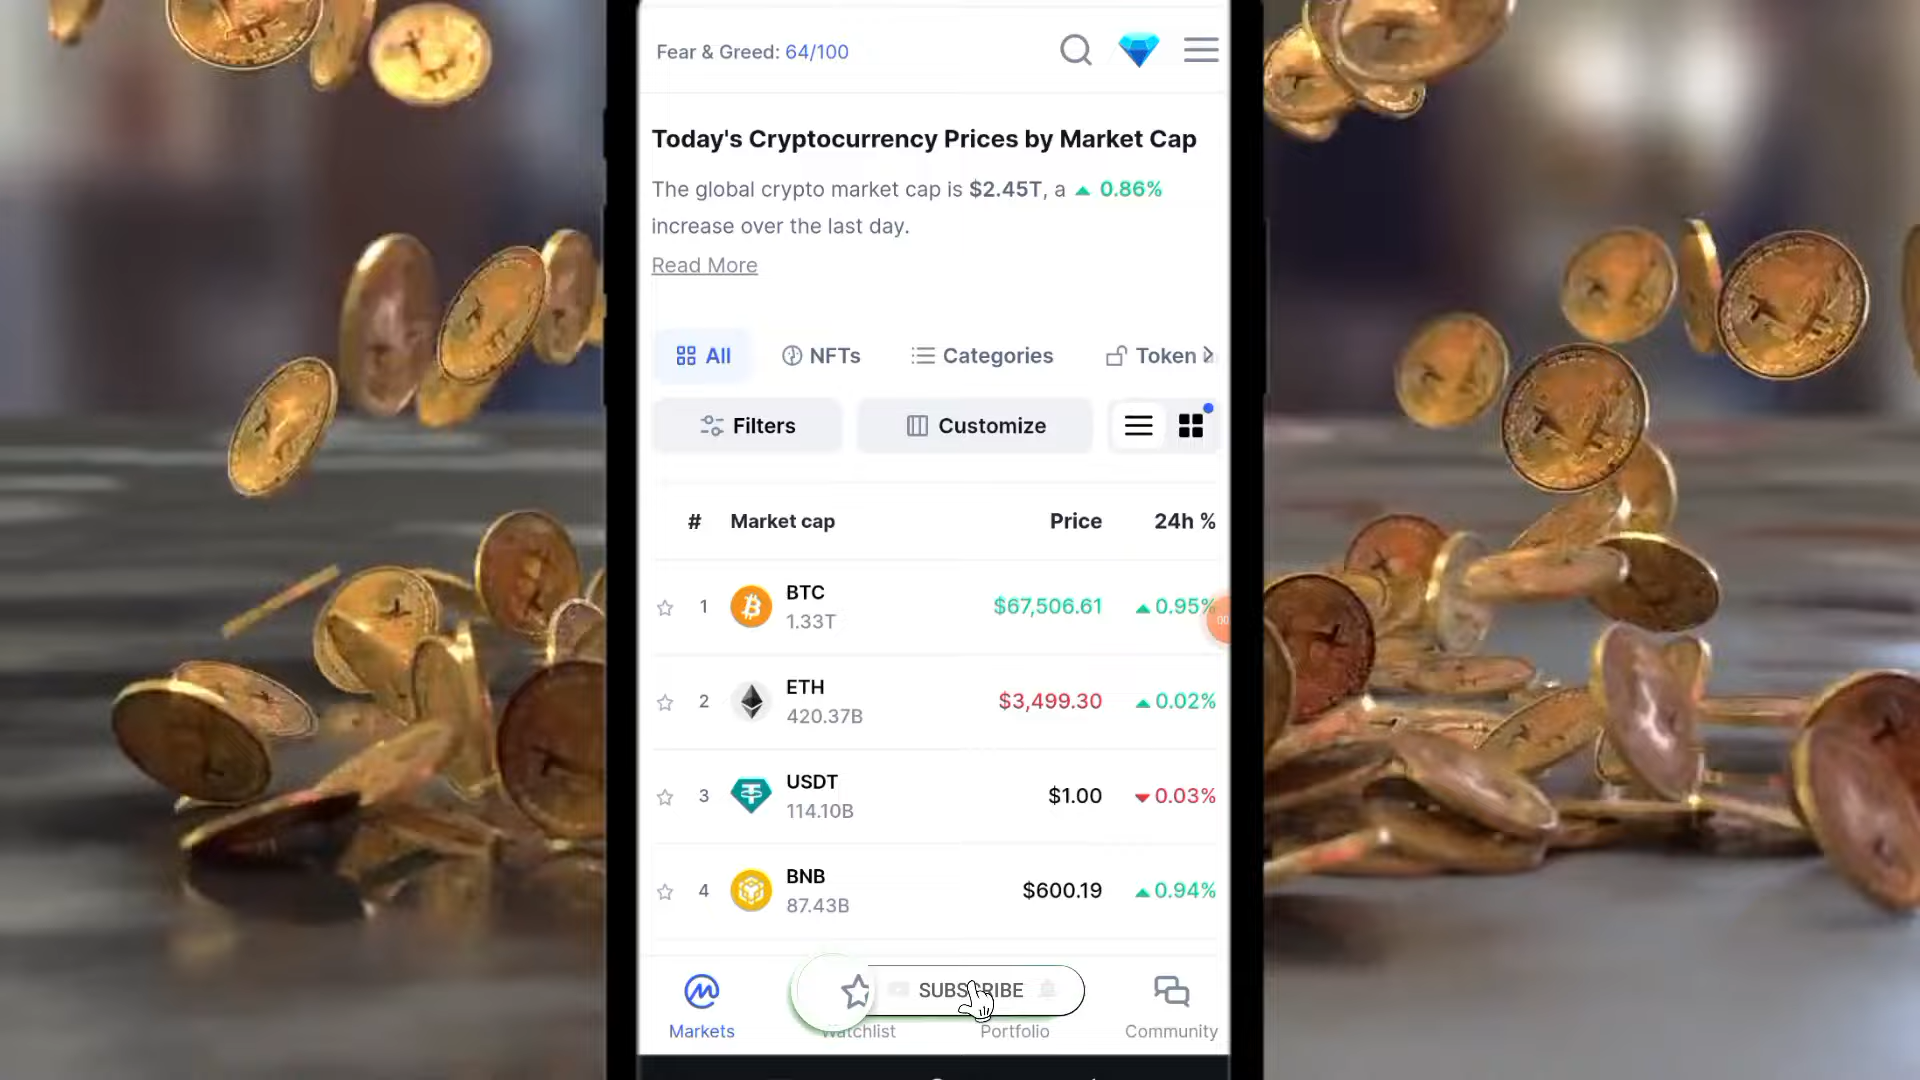 Fear & Greed: 64/100
Today's Cryptocurrency Prices by Market Cap
The global crypto market cap is $2.45T, a ▲ 0.86%
increase over the last day.
Read More
All NFTs Categories Token
Filters Customize
# Market cap Price 24h %
BTC
1 $67,506.61 ▲ 0.95%
1.33T
ETH
2 $3,499.30 ▲ 0.02%
420.37B
USDT
3 $1.00 ▼ 0.03%
114.10B
BNB
4 $600.19 ▲ 0.94%
87.43B
SUBSCRIBE
Markets Watchlist Portfolio Community